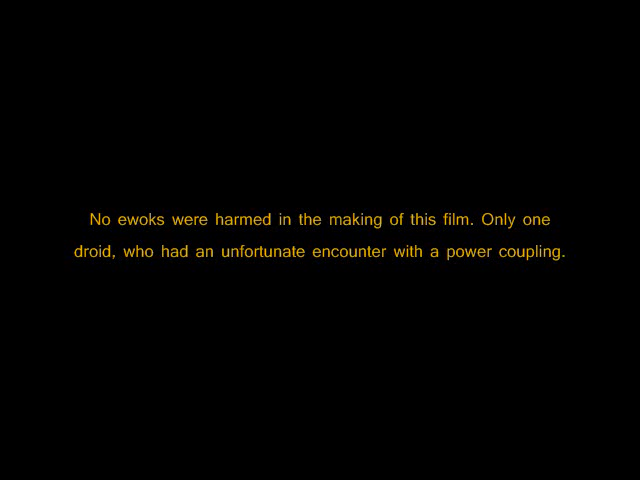 No ewoks were harmed in the making of this film. Only one
droid, who had an unfortunate encounter with a power coupling.